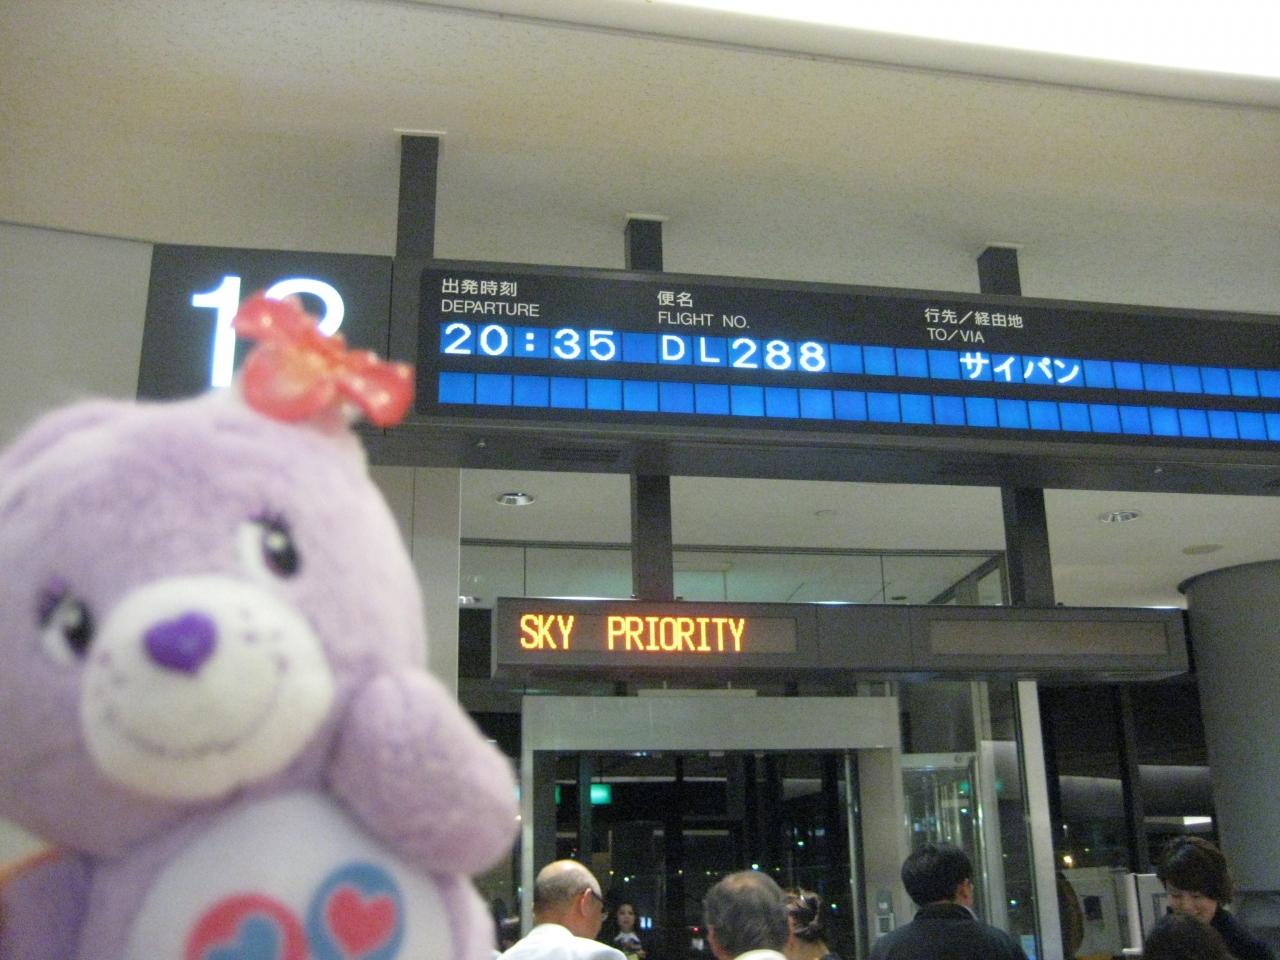 出発時刻 便名 行先／経由地
DEPARTURE FLIGHT NO. TO/VIA
20:35 DL288 サイパン
SKY PRIORITY